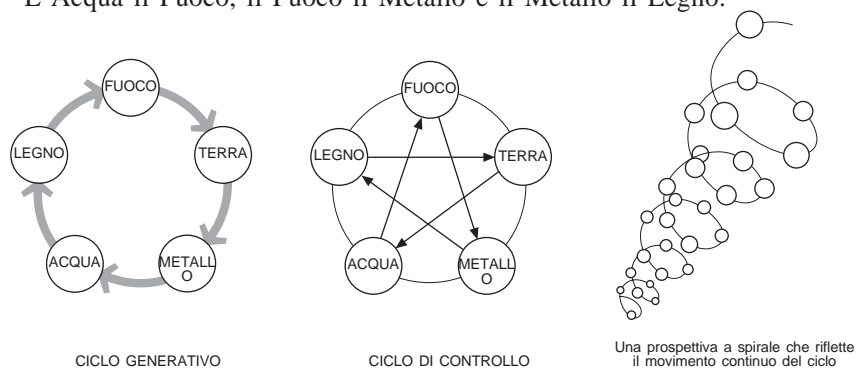 L'Acqua il Fuoco, il Fuoco il Metallo e il Metallo il Legno.
FUOCO
LEGNO
TERRA
ACQUA
METALL
O
CICLO GENERATIVO
FUOCO
LEGNO
TERRA
ACQUA
METALL
O
CICLO DI CONTROLLO
Una prospettiva a spirale che riflette
il movimento continuo del ciclo